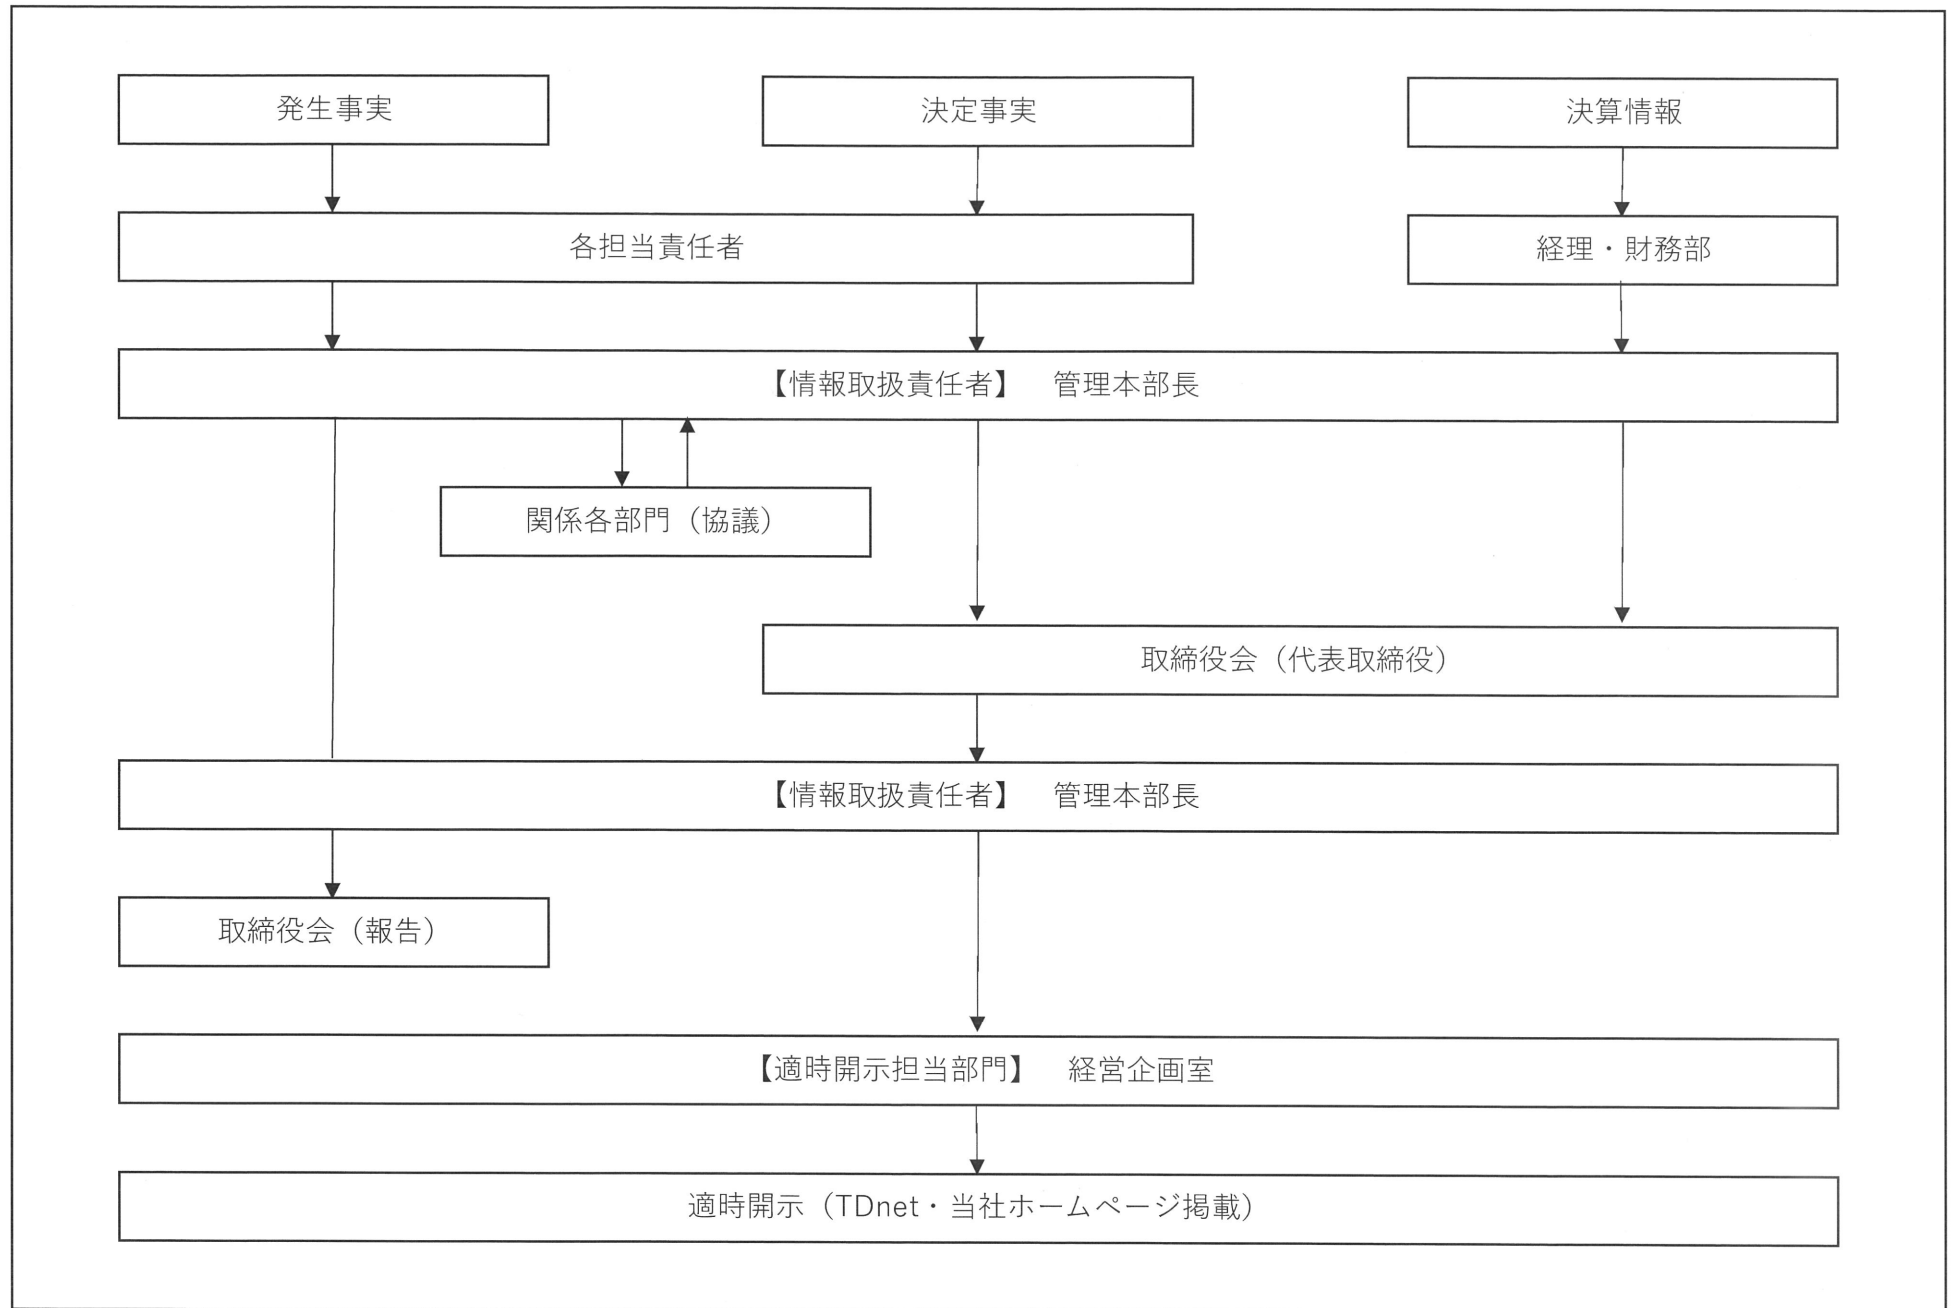 発生事実
決定事実
決算情報
各担当責任者
経理・財務部
【情報取扱責任者】　管理本部長
関係各部門（協議）
取締役会（代表取締役）
【情報取扱責任者】　管理本部長
取締役会（報告）
【適時開示担当部門】　経営企画室
適時開示（TDnet・当社ホームページ掲載）